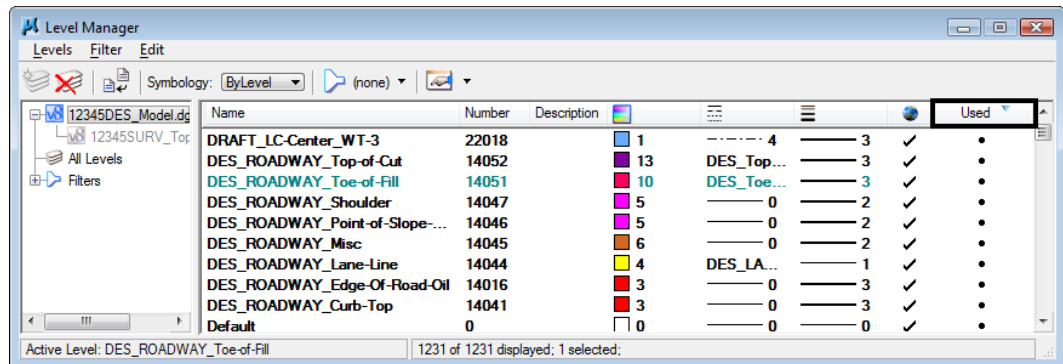 Level Manager
Levels Filter Edit
Symbology: ByLevel (none)
12345DES_Model.dg
12345SURV_Top
All Levels
Filters
Name Number Description Used
DRAFT_LC-Center_WT-3 22018 1 4 3
DES_ROADWAY_Top-of-Cut 14052 13 DES_Top... 3
DES_ROADWAY_Toe-of-Fill 14051 10 DES_Toe... 3
DES_ROADWAY_Shoulder 14047 5 0 2
DES_ROADWAY_Point-of-Slope-... 14046 5 0 2
DES_ROADWAY_Misc 14045 6 0 2
DES_ROADWAY_Lane-Line 14044 4 DES_LA... 1
DES_ROADWAY_Edge-Of-Road-Oil 14016 3 0 3
DES_ROADWAY_Curb-Top 14041 3 0 3
Default 0 0 0 0
Active Level: DES_ROADWAY_Toe-of-Fill 1231 of 1231 displayed; 1 selected;